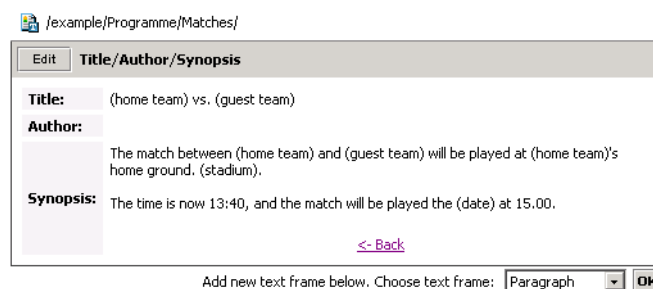 /example/Programme/Matches/
Edit Title/Author/Synopsis
Title: (home team) vs. (guest team)
Author:
The match between (home team) and (guest team) will be played at (home team)'s
home ground. (stadium).
Synopsis:
The time is now 13:40, and the match will be played the (date) at 15.00.
<- Back
Add new text frame below. Choose text frame: Paragraph OK